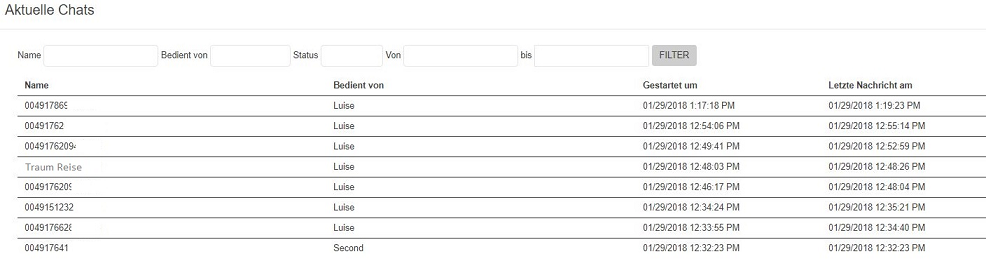 Aktuelle Chats
Name Bedient von Status Von bis FILTER
Name Bedient von Gestartet um Letzte Nachricht am
004917869 Luise 01/29/2018 1:17:18 PM 01/29/2018 1:19:23 PM
00491762 Luise 01/29/2018 12:54:06 PM 01/29/2018 12:55:14 PM
0049176209 Luise 01/29/2018 12:49:41 PM 01/29/2018 12:52:59 PM
Traum Reise Luise 01/29/2018 12:48:03 PM 01/29/2018 12:48:26 PM
004917620 Luise 01/29/2018 12:46:17 PM 01/29/2018 12:48:04 PM
0049151232 Luise 01/29/2018 12:34:24 PM 01/29/2018 12:35:21 PM
004917662 Luise 01/29/2018 12:33:55 PM 01/29/2018 12:34:40 PM
004917641 Second 01/29/2018 12:32:23 PM 01/29/2018 12:32:23 PM